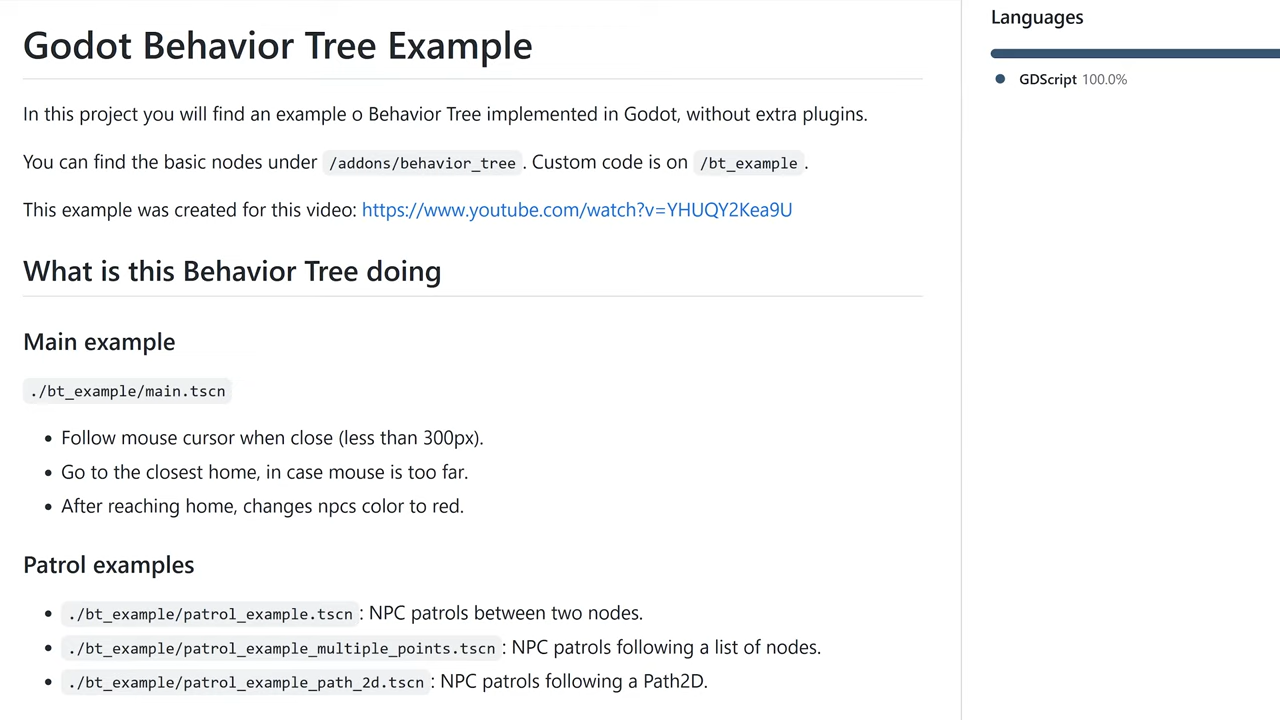 Godot Behavior Tree Example
In this project you will find an example o Behavior Tree implemented in Godot, without extra plugins.
You can find the basic nodes under /addons/behavior_tree. Custom code is on /bt_example.
This example was created for this video: https://www.youtube.com/watch?v=YHUQY2Kea9U
What is this Behavior Tree doing
Main example
./bt_example/main.tscn
• Follow mouse cursor when close (less than 300px).
• Go to the closest home, in case mouse is too far.
• After reaching home, changes npcs color to red.
Patrol examples
• ./bt_example/patrol_example.tscn: NPC patrols between two nodes.
• ./bt_example/patrol_example_multiple_points.tscn: NPC patrols following a list of nodes.
• ./bt_example/patrol_example_path_2d.tscn: NPC patrols following a Path2D.
Languages
GDScript 100.0%